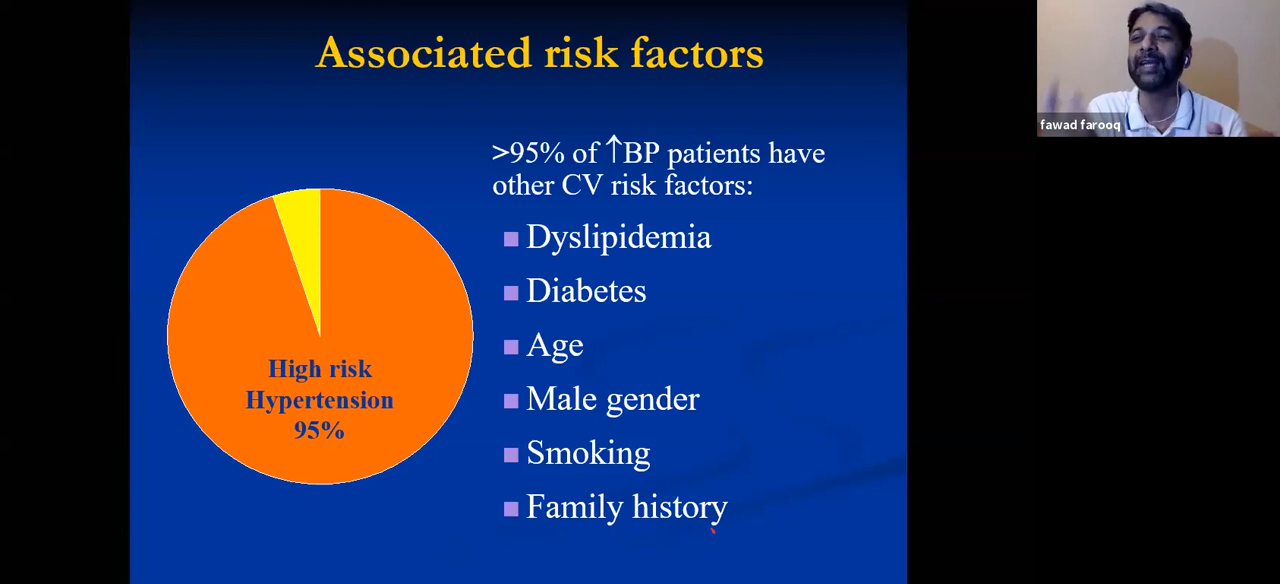 Associated risk factors
fawad farooq
>95% of ↑BP patients have
other CV risk factors:
Dyslipidemia
Diabetes
Age
Male gender
Smoking
Family history
High risk
Hypertension
95%